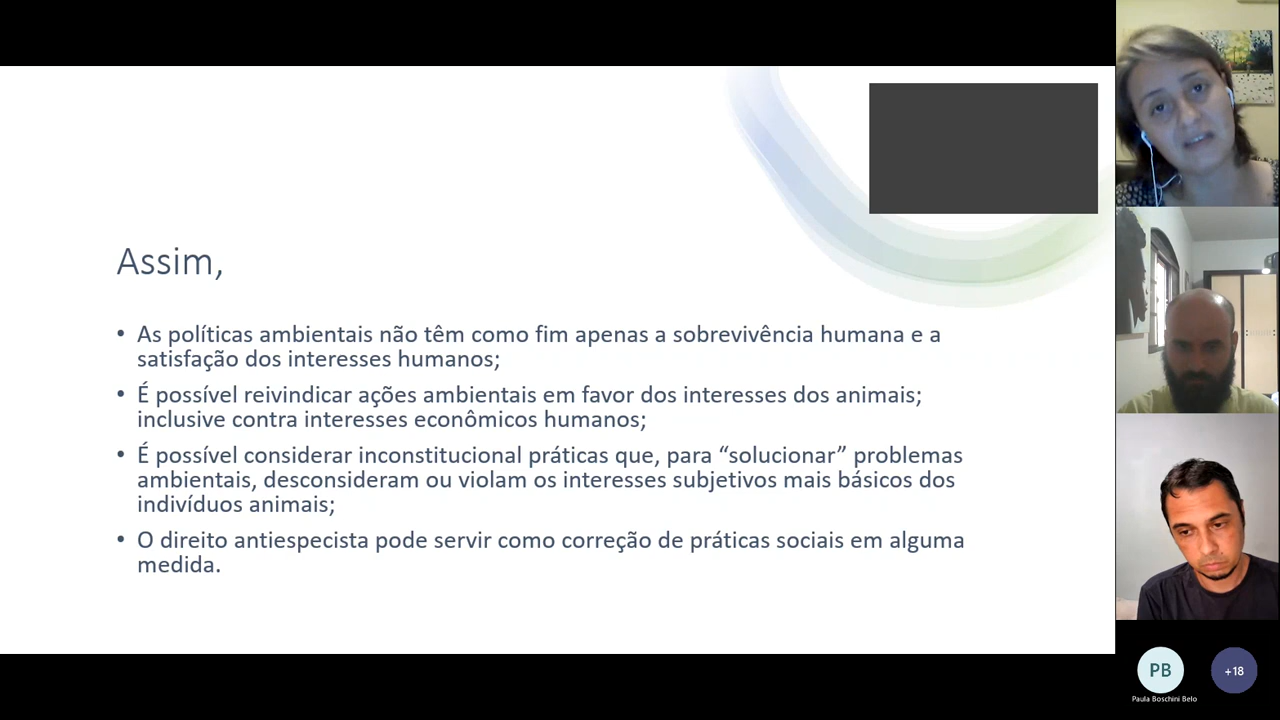 Assim,
• As políticas ambientais não têm como fim apenas a sobrevivência humana e a
satisfação dos interesses humanos;
• É possível reivindicar ações ambientais em favor dos interesses dos animais;
inclusive contra interesses econômicos humanos;
• É possível considerar inconstitucional práticas que, para “solucionar” problemas
ambientais, desconsideram ou violam os interesses subjetivos mais básicos dos
indivíduos animais;
• O direito antiespecista pode servir como correção de práticas sociais em alguma
medida.
PB
+18
Paula Boschini Belo